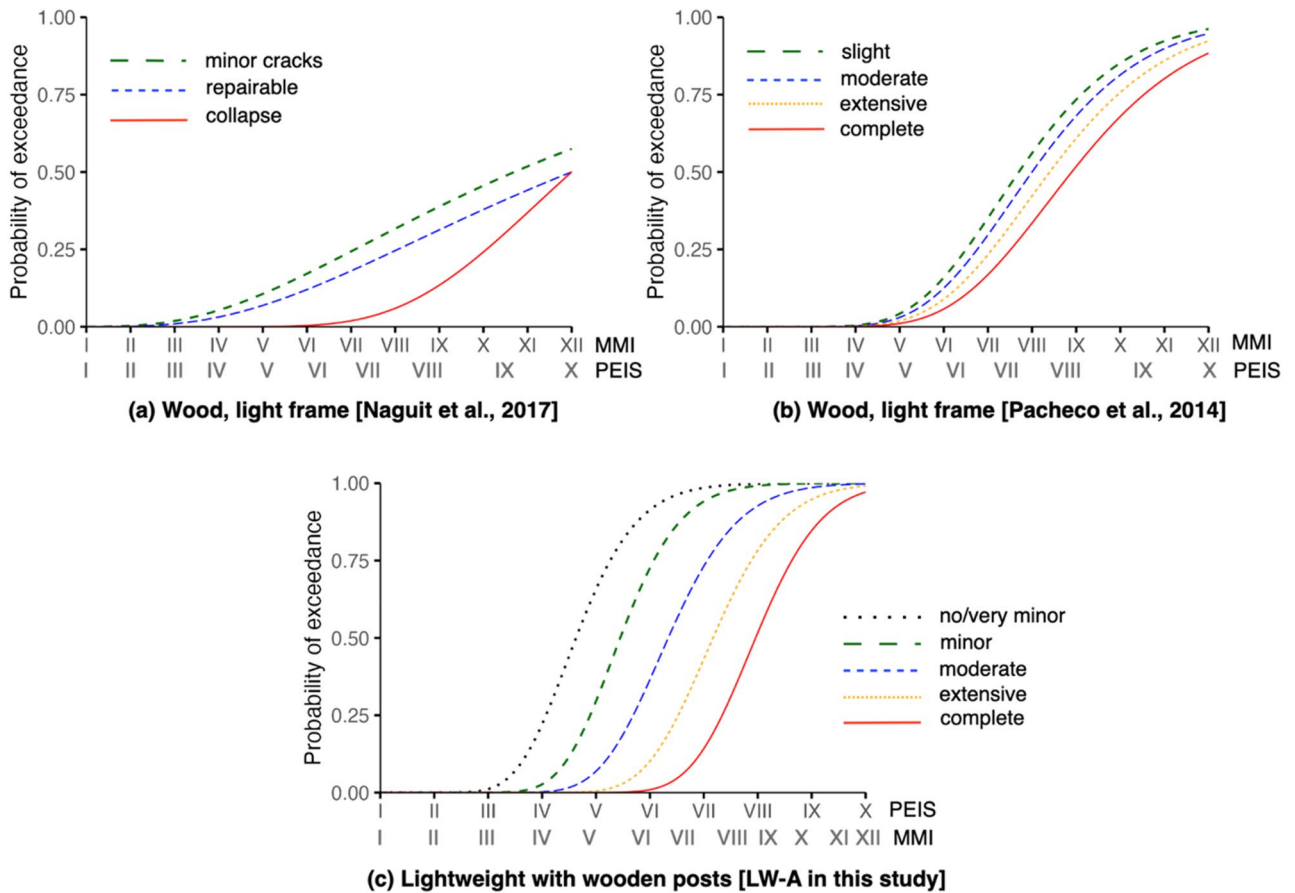 1.00
0.75
0.50
0.25
0.00
Probability of exceedance
minor cracks
repairable
collapse
I II III IV V VI VII VIII IX X XI XII MMI
I II III IV V VI VII VIII IX X PEIS
(a) Wood, light frame [Naguit et al., 2017]
1.00
0.75
0.50
0.25
0.00
Probability of exceedance
slight
moderate
extensive
complete
I II III IV V VI VII VIII IX X XI XII MMI
I II III IV V VI VII VIII IX X PEIS
(b) Wood, light frame [Pacheco et al., 2014]
1.00
0.75
0.50
0.25
0.00
Probability of exceedance
no/very minor
minor
moderate
extensive
complete
I II III IV V VI VII VIII IX X PEIS
I II III IV V VI VII VIII IX X XI XII MMI
(c) Lightweight with wooden posts [LW-A in this study]